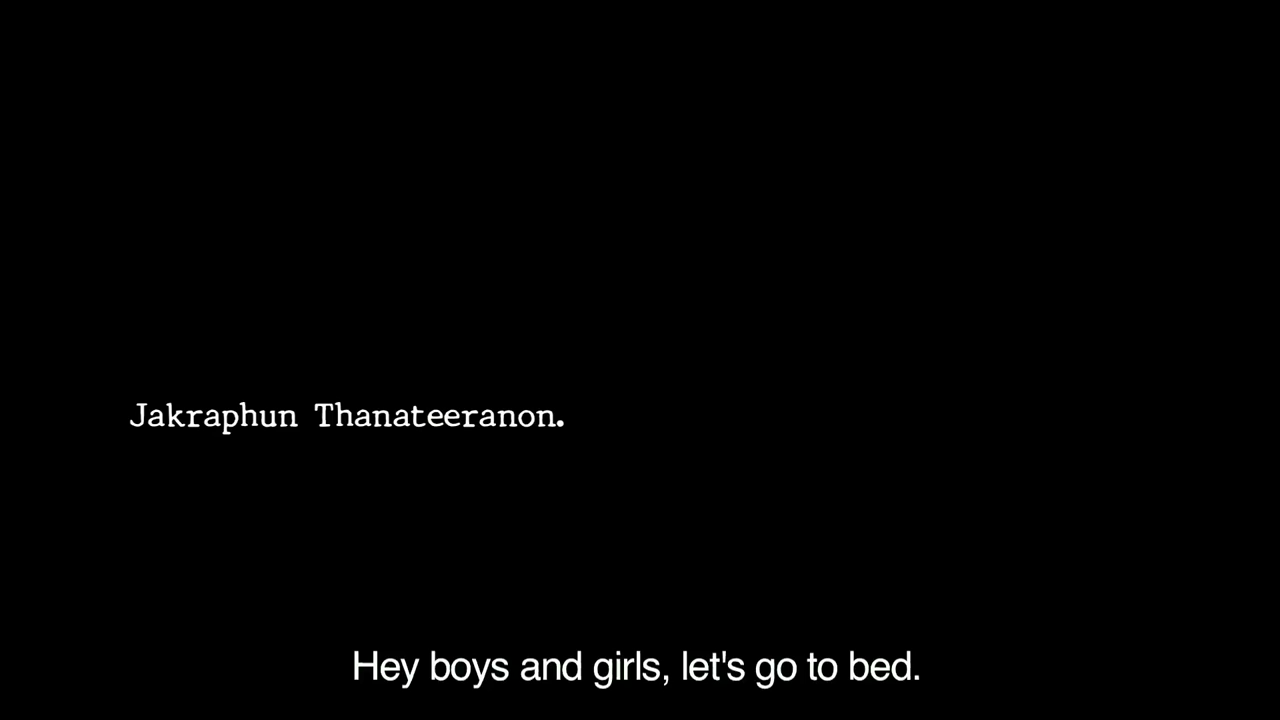 Jakraphun Thanateeranon.
Hey boys and girls, let's go to bed.